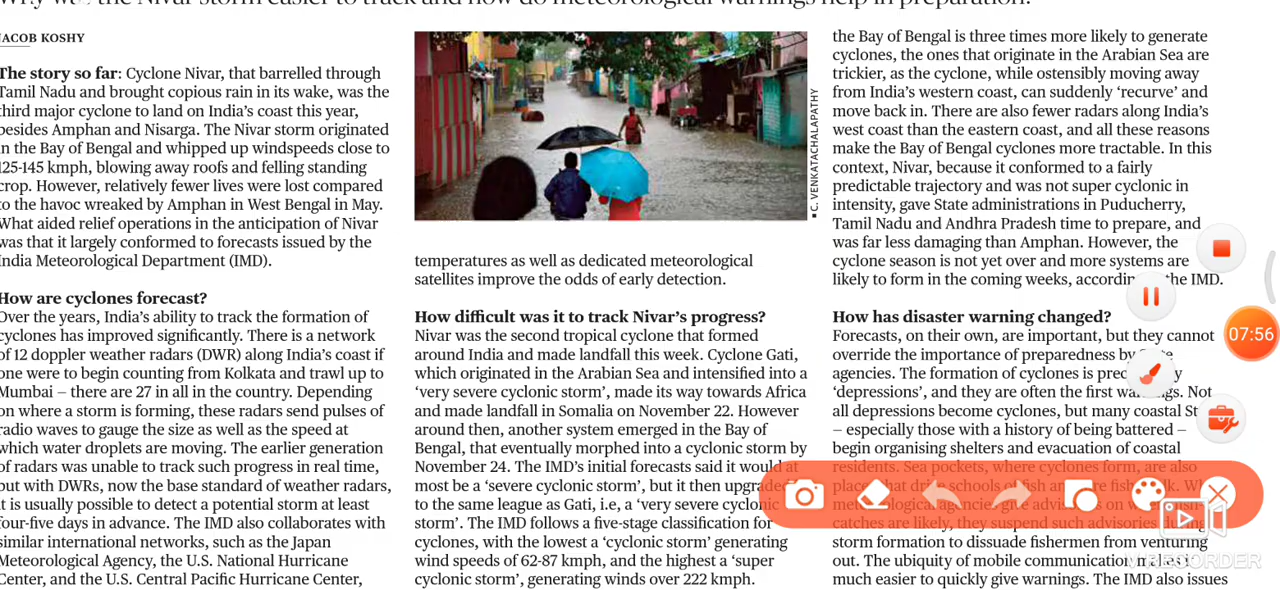 Why was the Nivar storm easier to track and how do meteorological warnings help in preparation?
JACOB KOSHY
The story so far: Cyclone Nivar, that barrelled through
Tamil Nadu and brought copious rain in its wake, was the
third major cyclone to land on India's coast this year,
besides Amphan and Nisarga. The Nivar storm originated
in the Bay of Bengal and whipped up windspeeds close to
125-145 kmph, blowing away roofs and felling standing
crop. However, relatively fewer lives were lost compared
to the havoc wreaked by Amphan in West Bengal in May.
What aided relief operations in the anticipation of Nivar
was that it largely conformed to forecasts issued by the
India Meteorological Department (IMD).
How are cyclones forecast?
Over the years, India's ability to track the formation of
cyclones has improved significantly. There is a network
of 12 doppler weather radars (DWR) along India's coast if
one were to begin counting from Kolkata and trawl up to
Mumbai – there are 27 in all in the country. Depending
on where a storm is forming, these radars send pulses of
radio waves to gauge the size as well as the speed at
which water droplets are moving. The earlier generation
of radars was unable to track such progress in real time,
but with DWRs, now the base standard of weather radars,
it is usually possible to detect a potential storm at least
four-five days in advance. The IMD also collaborates with
similar international networks, such as the Japan
Meteorological Agency, the U.S. National Hurricane
Center, and the U.S. Central Pacific Hurricane Center,
C. VENKATACHALAPATHY
temperatures as well as dedicated meteorological
satellites improve the odds of early detection.
How difficult was it to track Nivar's progress?
Nivar was the second tropical cyclone that formed
around India and made landfall this week. Cyclone Gati,
which originated in the Arabian Sea and intensified into a
'very severe cyclonic storm', made its way towards Africa
and made landfall in Somalia on November 22. However
around then, another system emerged in the Bay of
Bengal, that eventually morphed into a cyclonic storm by
November 24. The IMD's initial forecasts said it would at
most be a 'severe cyclonic storm', but it then upgraded
to the same league as Gati, i.e, a 'very severe cyclonic
storm'. The IMD follows a five-stage classification for
cyclones, with the lowest a 'cyclonic storm' generating
wind speeds of 62-87 kmph, and the highest a 'super
cyclonic storm', generating winds over 222 kmph.
the Bay of Bengal is three times more likely to generate
cyclones, the ones that originate in the Arabian Sea are
trickier, as the cyclone, while ostensibly moving away
from India's western coast, can suddenly 'recurve' and
move back in. There are also fewer radars along India's
west coast than the eastern coast, and all these reasons
make the Bay of Bengal cyclones more tractable. In this
context, Nivar, because it conformed to a fairly
predictable trajectory and was not super cyclonic in
intensity, gave State administrations in Puducherry,
Tamil Nadu and Andhra Pradesh time to prepare, and
was far less damaging than Amphan. However, the
cyclone season is not yet over and more systems are
likely to form in the coming weeks, according the IMD.
How has disaster warning changed?
Forecasts, on their own, are important, but they cannot
override the importance of preparedness by
agencies. The formation of cyclones is
'depressions', and they are often the first warnings. Not
all depressions become cyclones, but many coastal
– especially those with a history of being battered –
begin organising shelters and evacuation of coastal
residents. Sea pockets, where cyclones form, are also
catches are likely, they suspend such advisories during
storm formation to dissuade fishermen from venturing
out. The ubiquity of mobile communication makes it
much easier to quickly give warnings. The IMD also issues
07:56
V RECORDER